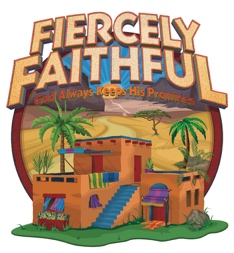 FIERCELY
FAITHFUL
God Always Keeps His Promises